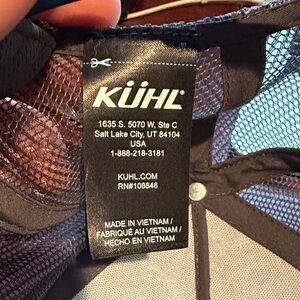 KÜHL
1635 S. 5070 W, Ste C
Salt Lake City, UT 84104
USA
1-888-218-3181
KUHL.COM
RN#108846
MADE IN VIETNAM /
FABRIQUÉ AU VIETNAM /
HECHO EN VIETNAM